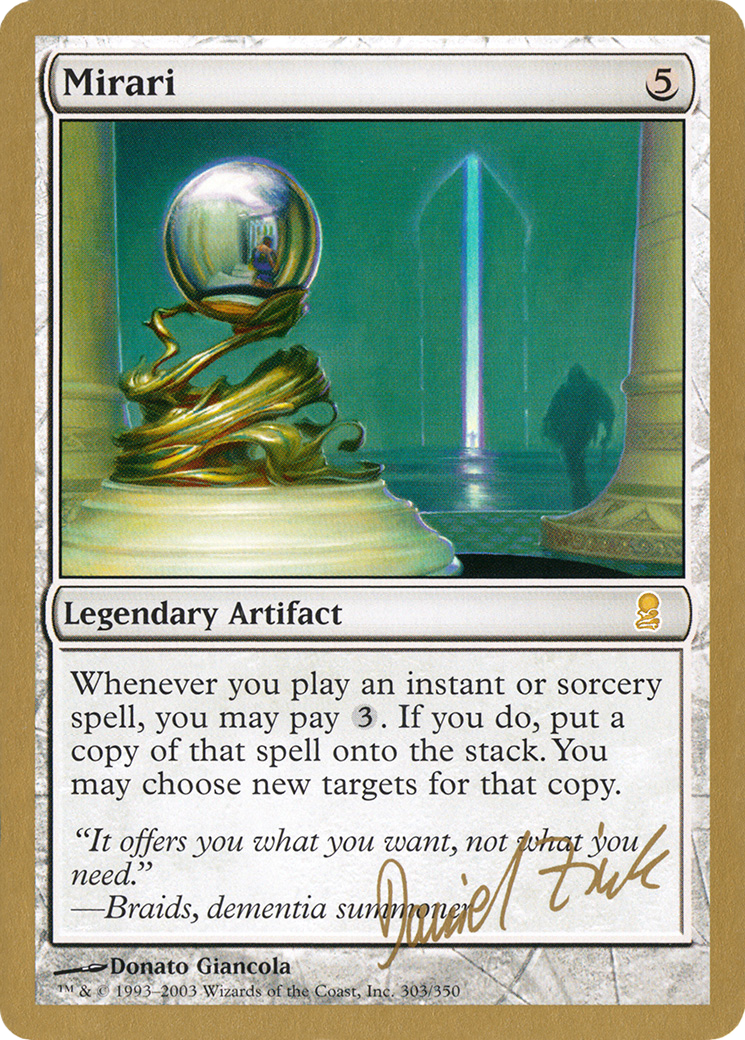 Mirari 5
Legendary Artifact
Whenever you play an instant or sorcery
spell, you may pay 3. If you do, put a
copy of that spell onto the stack. You
may choose new targets for that copy.
“It offers you what you want, not what you
need.”
—Braids, dementia summoner
Daniel Zink
Donato Giancola
™ & © 1993–2003 Wizards of the Coast, Inc. 303/350